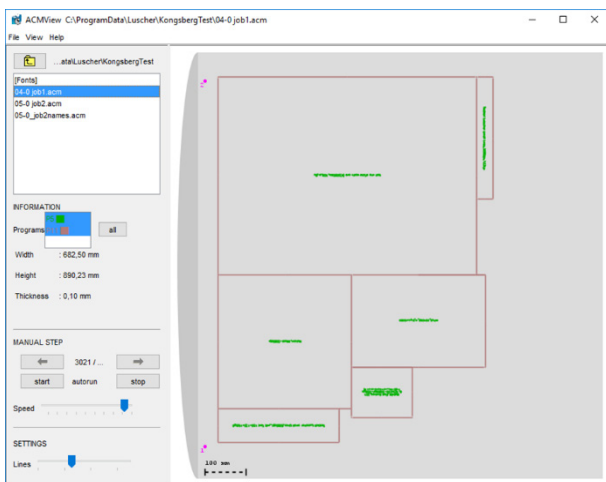 ACMView C:\ProgramData\Luscher\KongsbergTest\04-0 job1.acm
File View Help
...ata\Luscher\KongsbergTest
[Fonts]
04-0 job1.acm
05-0 job2.acm
05-0_job2names.acm
INFORMATION
Programs
all
Width : 682,50 mm
Height : 890,23 mm
Thickness : 0,10 mm
MANUAL STEP
3021 / ...
start autorun stop
Speed
SETTINGS
Lines
100 mm